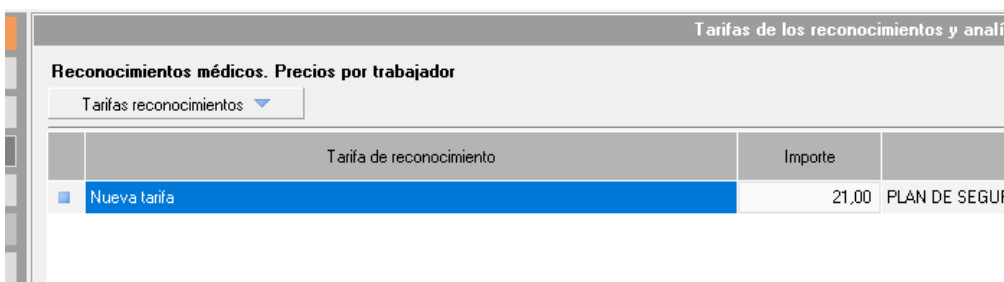 Tarifas de los reconocimientos y analí
Reconocimientos médicos. Precios por trabajador
Tarifas reconocimientos
Tarifa de reconocimiento Importe
Nueva tarifa 21,00 PLAN DE SEGUR